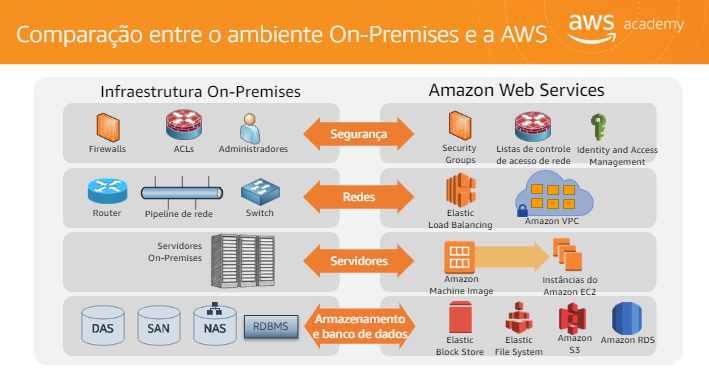 Comparação entre o ambiente On-Premises e a AWS
aws academy
Infraestrutura On-Premises
Amazon Web Services
Firewalls
ACLs
Administradores
Segurança
Security
Groups
Listas de controle
de acesso de rede
Identity and Access
Management
Router
Pipeline de rede
Switch
Redes
Elastic
Load Balancing
Amazon VPC
Servidores
On-Premises
Servidores
Amazon
Machine Image
Instâncias do
Amazon EC2
DAS
SAN
NAS
RDBMS
Armazenamento
e banco de dados
Elastic
Block Store
Elastic
File System
Amazon
S3
Amazon RDS